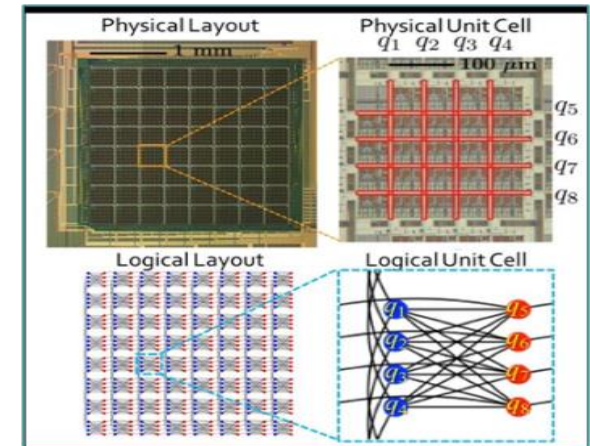 Physical Layout
1 mm
Physical Unit Cell
q1 q2 q3 q4
100 μm
q5
q6
q7
q8
Logical Layout
Logical Unit Cell
q1
q2
q3
q4
q5
q6
q7
q8